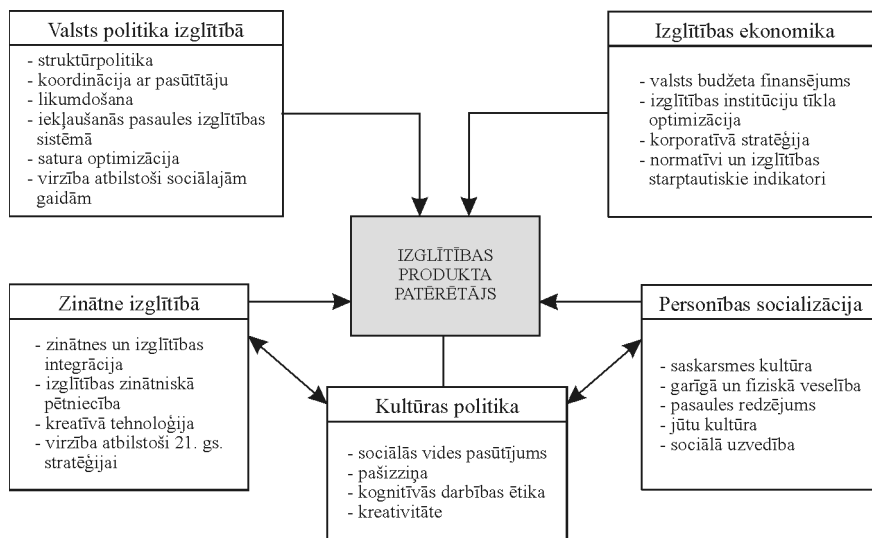 Valsts politika izglītībā
- struktūrpolitika
- koordinācija ar pasūtītāju
- likumdošana
- iekļaušanās pasaules izglītības
sistēmā
- satura optimizācija
- virzība atbilstoši sociālajām
gaidām
Izglītības ekonomika
- valsts budžeta finansējums
- izglītības institūciju tīkla
optimizācija
- korporatīvā stratēģija
- normatīvi un izglītības
starptautiskie indikatori
IZGLĪTĪBAS
PRODUKTA
PATĒRĒTĀJS
Zinātne izglītībā
- zinātnes un izglītības
integrācija
- izglītības zinātniskā
pētniecība
- kreatīvā tehnoloģija
- virzība atbilstoši 21. gs.
stratēģijai
Kultūras politika
- sociālās vides pasūtījums
- pašizziņa
- kognitīvās darbības ētika
- kreativitāte
Personības socializācija
- saskarsmes kultūra
- garīgā un fiziskā veselība
- pasaules redzējums
- jūtu kultūra
- sociālā uzvedība